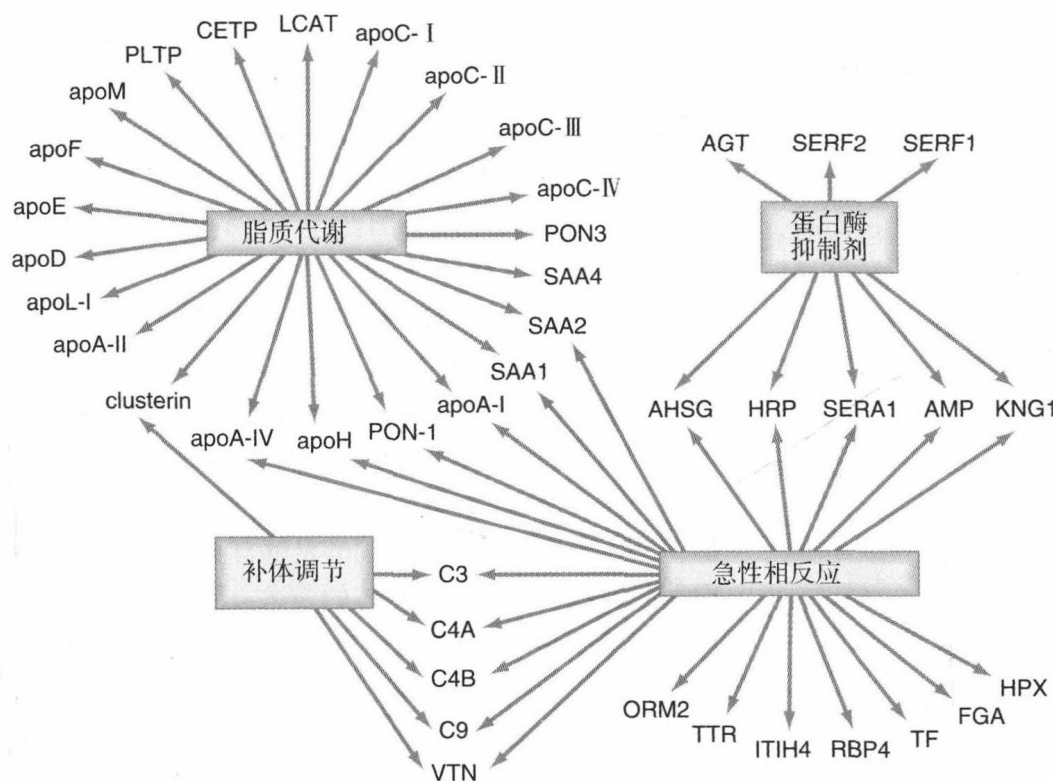 LCAT
CETP
apoC-Ⅰ
PLTP
apoC-Ⅱ
apoM
apoC-Ⅲ
apoF
apoC-Ⅳ
apoE
脂质代谢
PON3
apoD
SAA4
apoL-I
SAA2
apoA-II
SAA1
clusterin
apoA-I
apoA-IV
apoH
PON-1
AGT
SERF2
SERF1
蛋白酶
抑制剂
AHSG
HRP
SERA1
AMP
KNG1
补体调节
C3
急性相反应
C4A
C4B
C9
VTN
ORM2
TTR
ITIH4
RBP4
TF
FGA
HPX